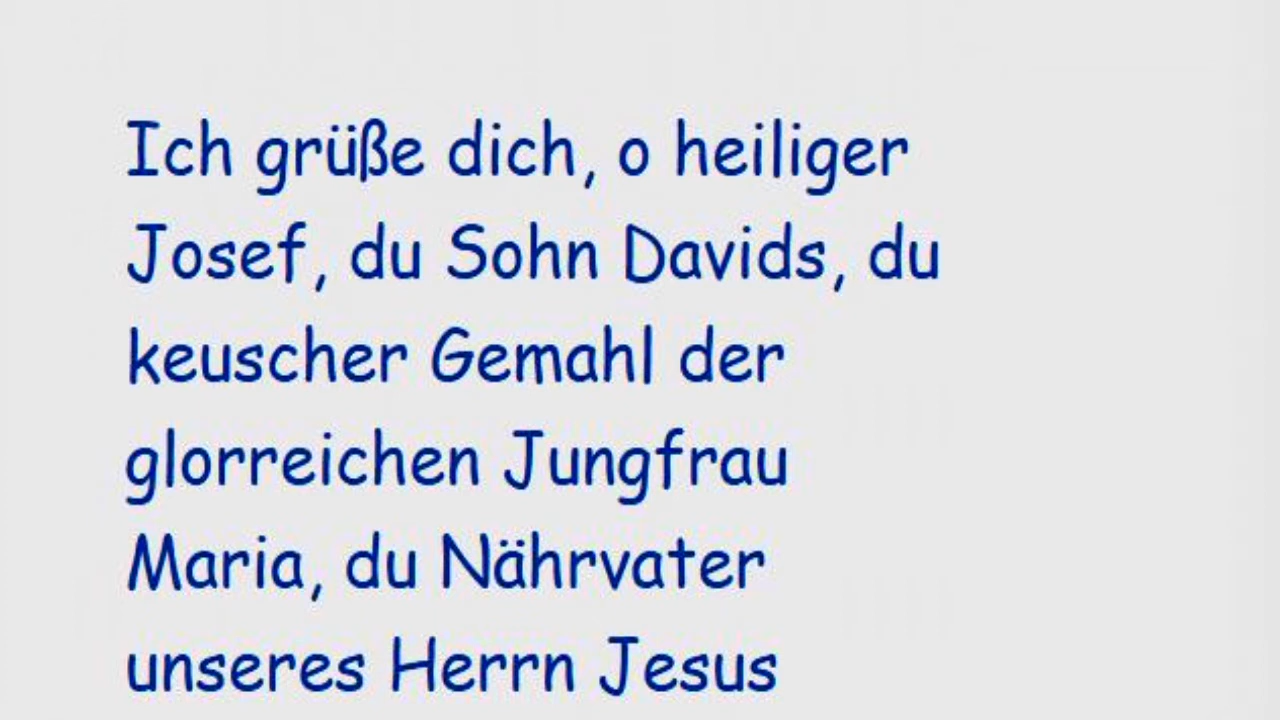 Ich grüße dich, o heiliger
Josef, du Sohn Davids, du
keuscher Gemahl der
glorreichen Jungfrau
Maria, du Nährvater
unseres Herrn Jesus